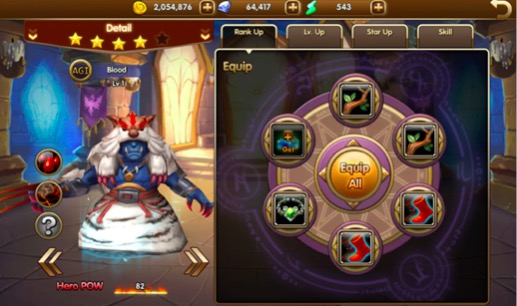 2,054,876
64,417
543
Detail
Rank Up
Lv. Up
Star Up
Skill
AGI
Blood
Lv 1
Equip
Get
Equip
All
?
Hero POW
82